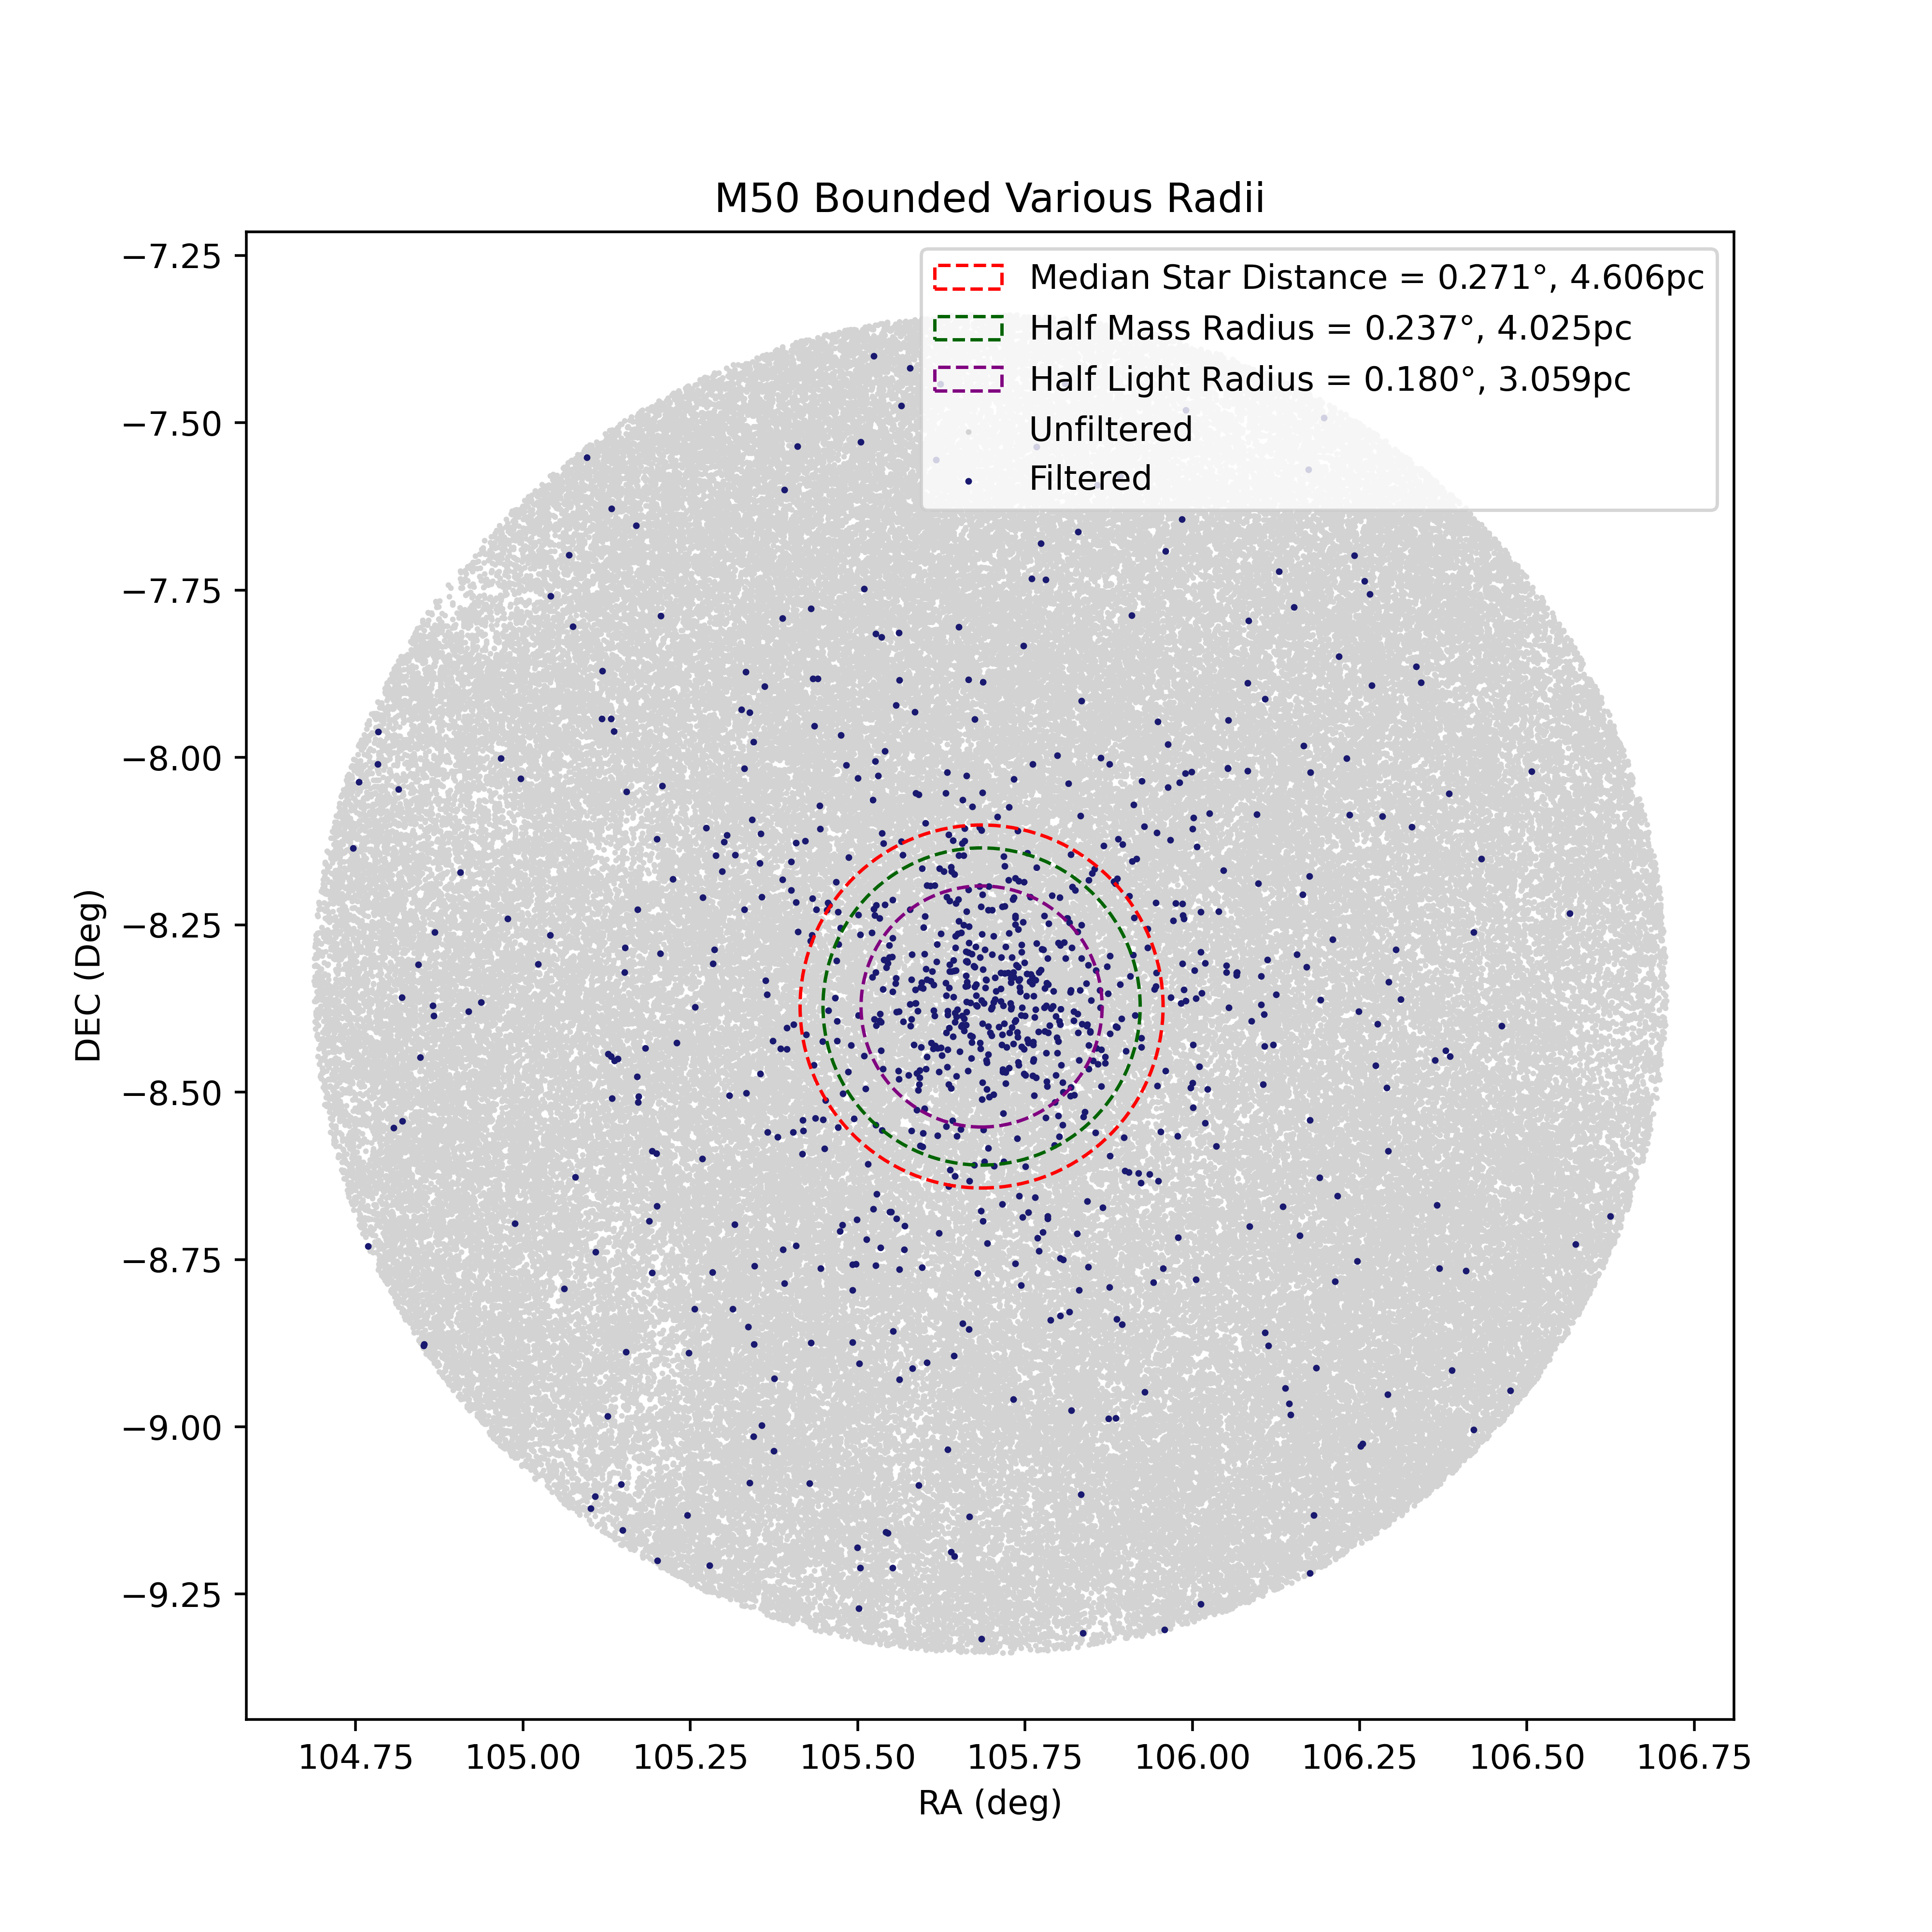 M50 Bounded Various Radii
Median Star Distance = 0.271°, 4.606pc
Half Mass Radius = 0.237°, 4.025pc
Half Light Radius = 0.180°, 3.059pc
Unfiltered
Filtered
−7.25
−7.50
−7.75
−8.00
−8.25
−8.50
−8.75
−9.00
−9.25
DEC (Deg)
104.75 105.00 105.25 105.50 105.75 106.00 106.25 106.50 106.75
RA (deg)